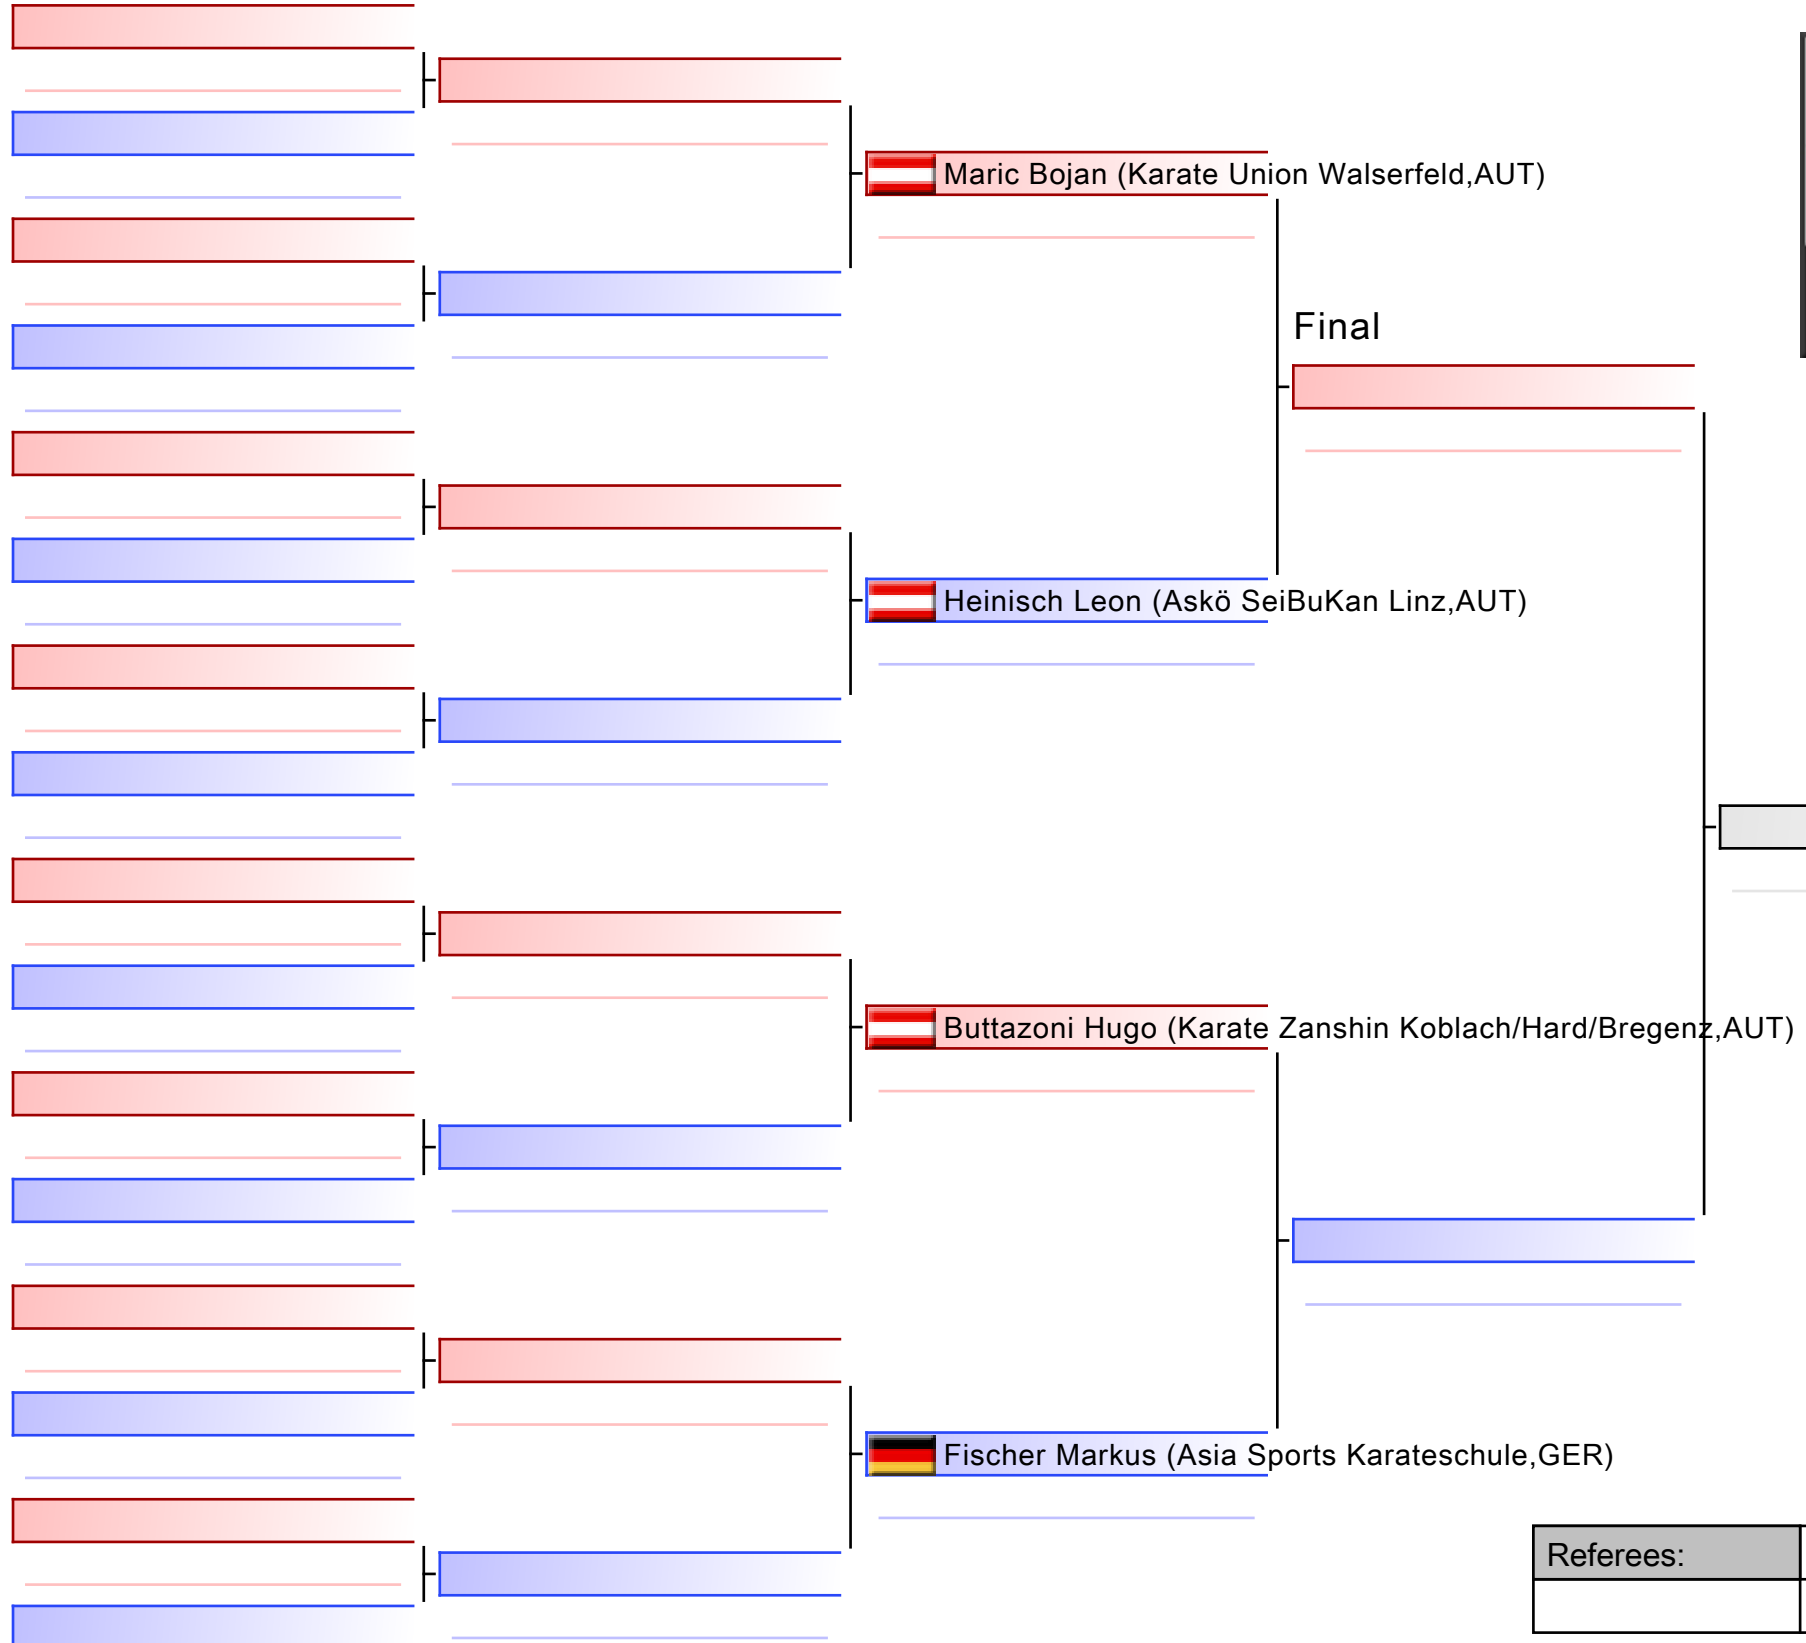 Maric Bojan (Karate Union Walserfeld,AUT)
Final
Heinisch Leon (Askö SeiBuKan Linz,AUT)
Buttazoni Hugo (Karate Zanshin Koblach/Hard/Bregenz,AUT)
Fischer Markus (Asia Sports Karateschule,GER)
Referees: